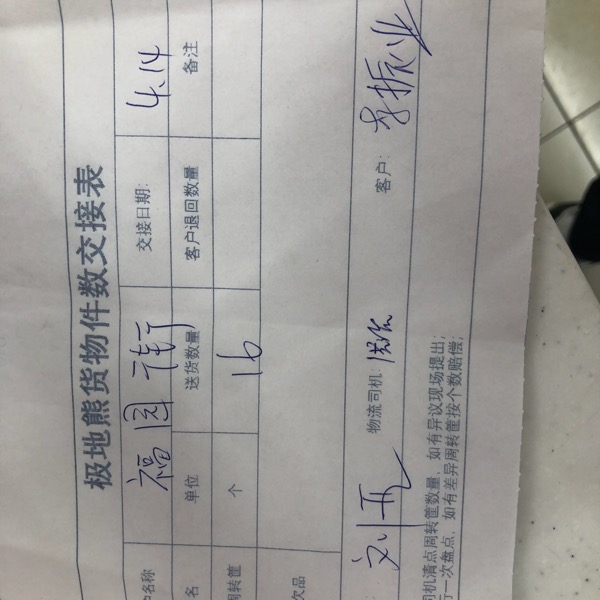 极地熊货物件数交接表
户名称 福园街 交接日期: 4.14
名 单位 送货数量 客户退回数量 备注
周转筐 个 16
欠品
刘 物流司机: 客户: 振业
司机清点周转筐数量、如有异议现场提出;
行一次盘点、如有差异周转筐按个数赔偿;